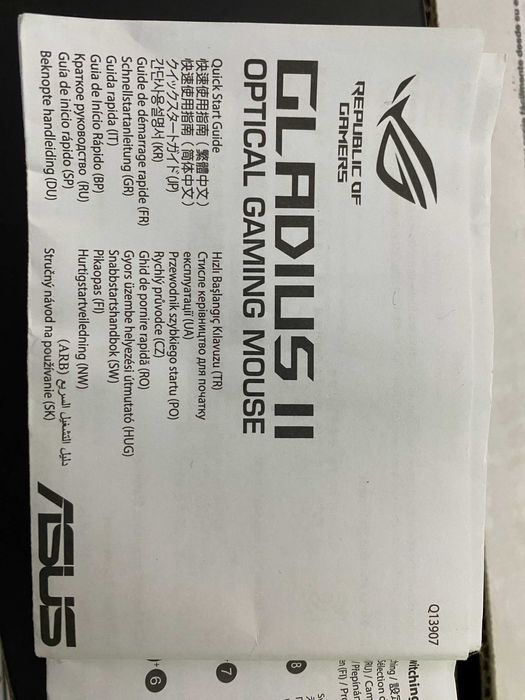 REPUBLIC OF
GAMERS
GLADIUS II
OPTICAL GAMING MOUSE
Quick Start Guide
快速使用指南（繁體中文）
快速使用指南（简体中文）
クイックスタートガイド (JP)
간단사용설명서 (KR)
Guide de démarrage rapide (FR)
Schnellstartanleitung (GR)
Guida rapida (IT)
Guia de Início Rápido (BP)
Краткое руководство (RU)
Guía de inicio rápido (SP)
Beknopte handleiding (DU)
Hızlı Başlangıç Kılavuzu (TR)
Стисле керівництво для початку
експлуатації (UA)
Przewodnik szybkiego startu (PO)
Rychlý průvodce (CZ)
Ghid de pornire rapidă (RO)
Gyors üzembe helyezési útmutató (HUG)
Snabbstartshandbok (SW)
Pikaopas (FI)
Hurtigstartveiledning (NW)
دليل التشغيل السريع (ARB)
Stručný návod na používanie (SK)
ASUS
Q13907
6
7
8